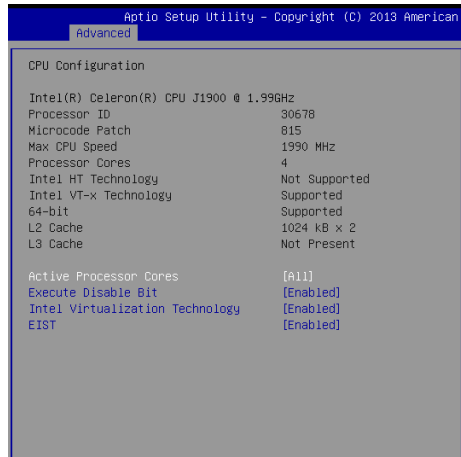 Aptio Setup Utility – Copyright (C) 2013 American
Advanced
CPU Configuration
Intel(R) Celeron(R) CPU J1900 @ 1.99GHz
Processor ID 30678
Microcode Patch 815
Max CPU Speed 1990 MHz
Processor Cores 4
Intel HT Technology Not Supported
Intel VT-x Technology Supported
64-bit Supported
L2 Cache 1024 kB x 2
L3 Cache Not Present
Active Processor Cores [All]
Execute Disable Bit [Enabled]
Intel Virtualization Technology [Enabled]
EIST [Enabled]